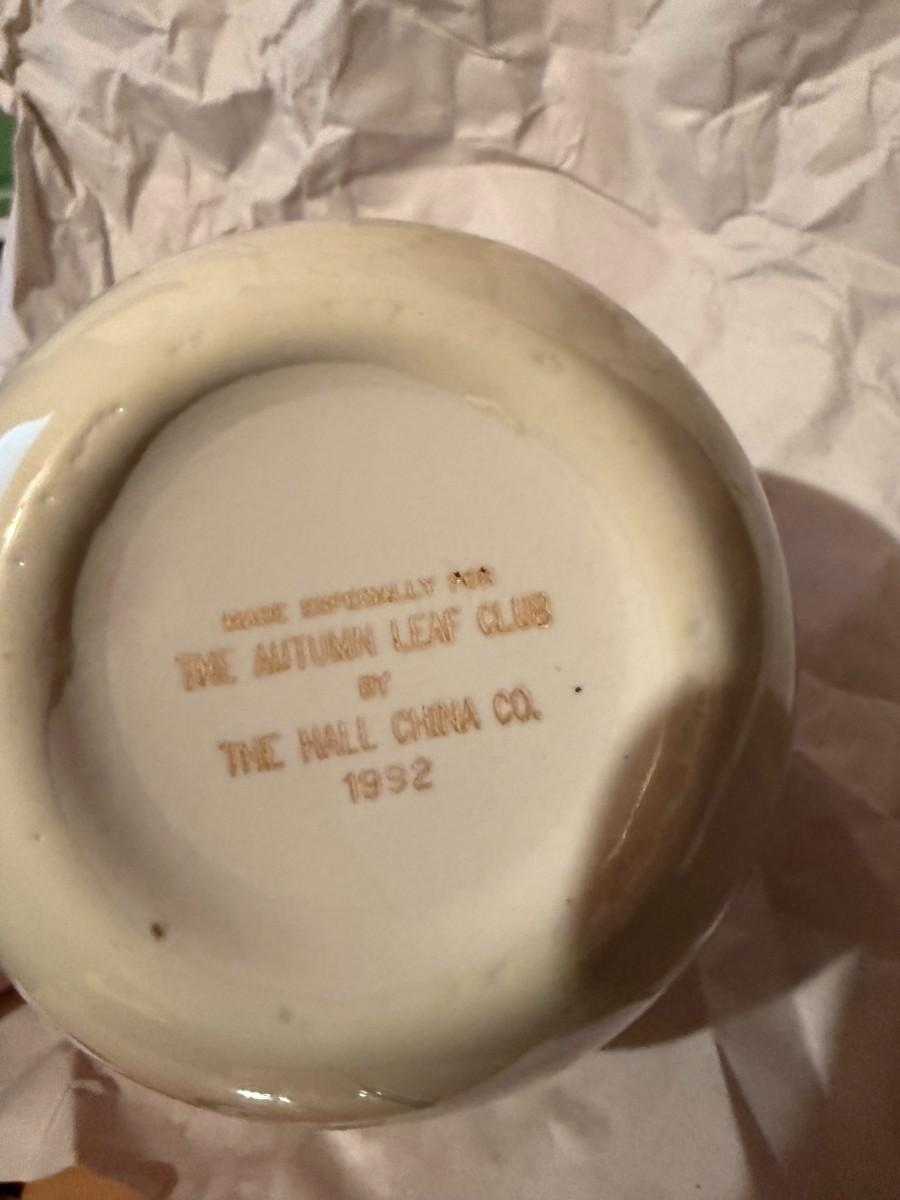 MADE ESPECIALLY FOR
THE AUTUMN LEAF CLUB
BY
THE HALL CHINA CO.
1992